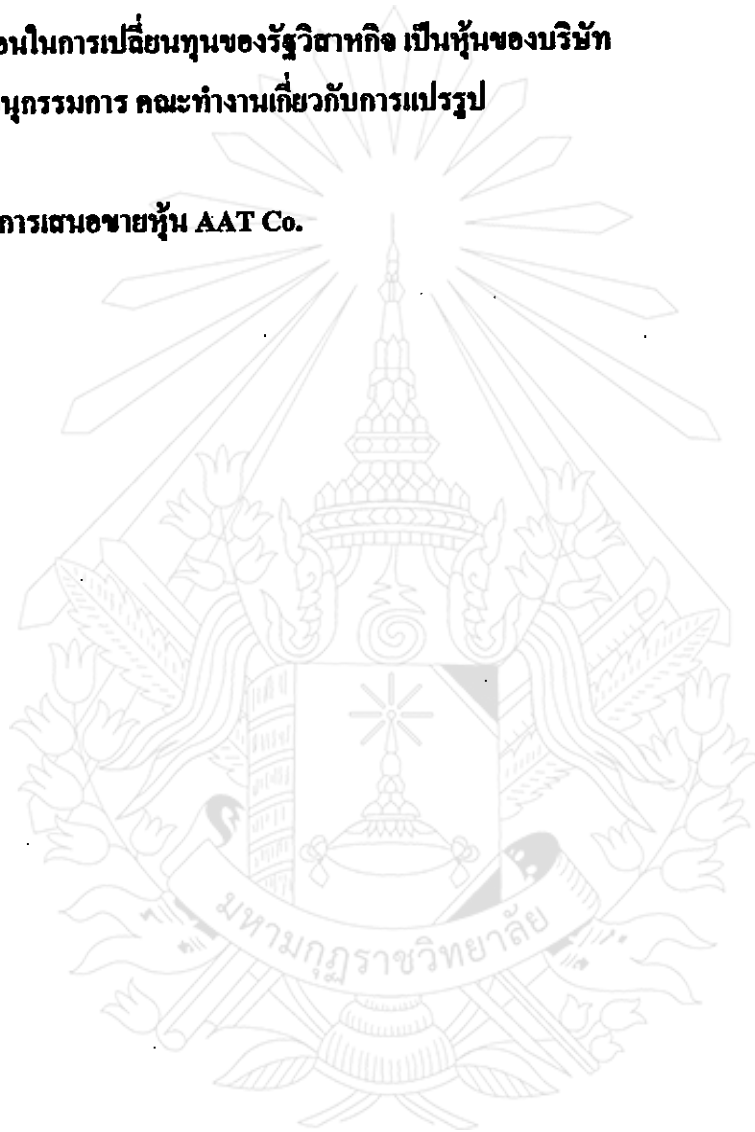 อนในการเปลี่ยนทุนของรัฐวิสาหกิจ เป็นหุ้นของบริษัท
นุกรรมการ คณะทำงานเกี่ยวกับการแปรรูป
การเสนอขายหุ้น AAT Co.
มหามกุฏราชวิทยาลัย